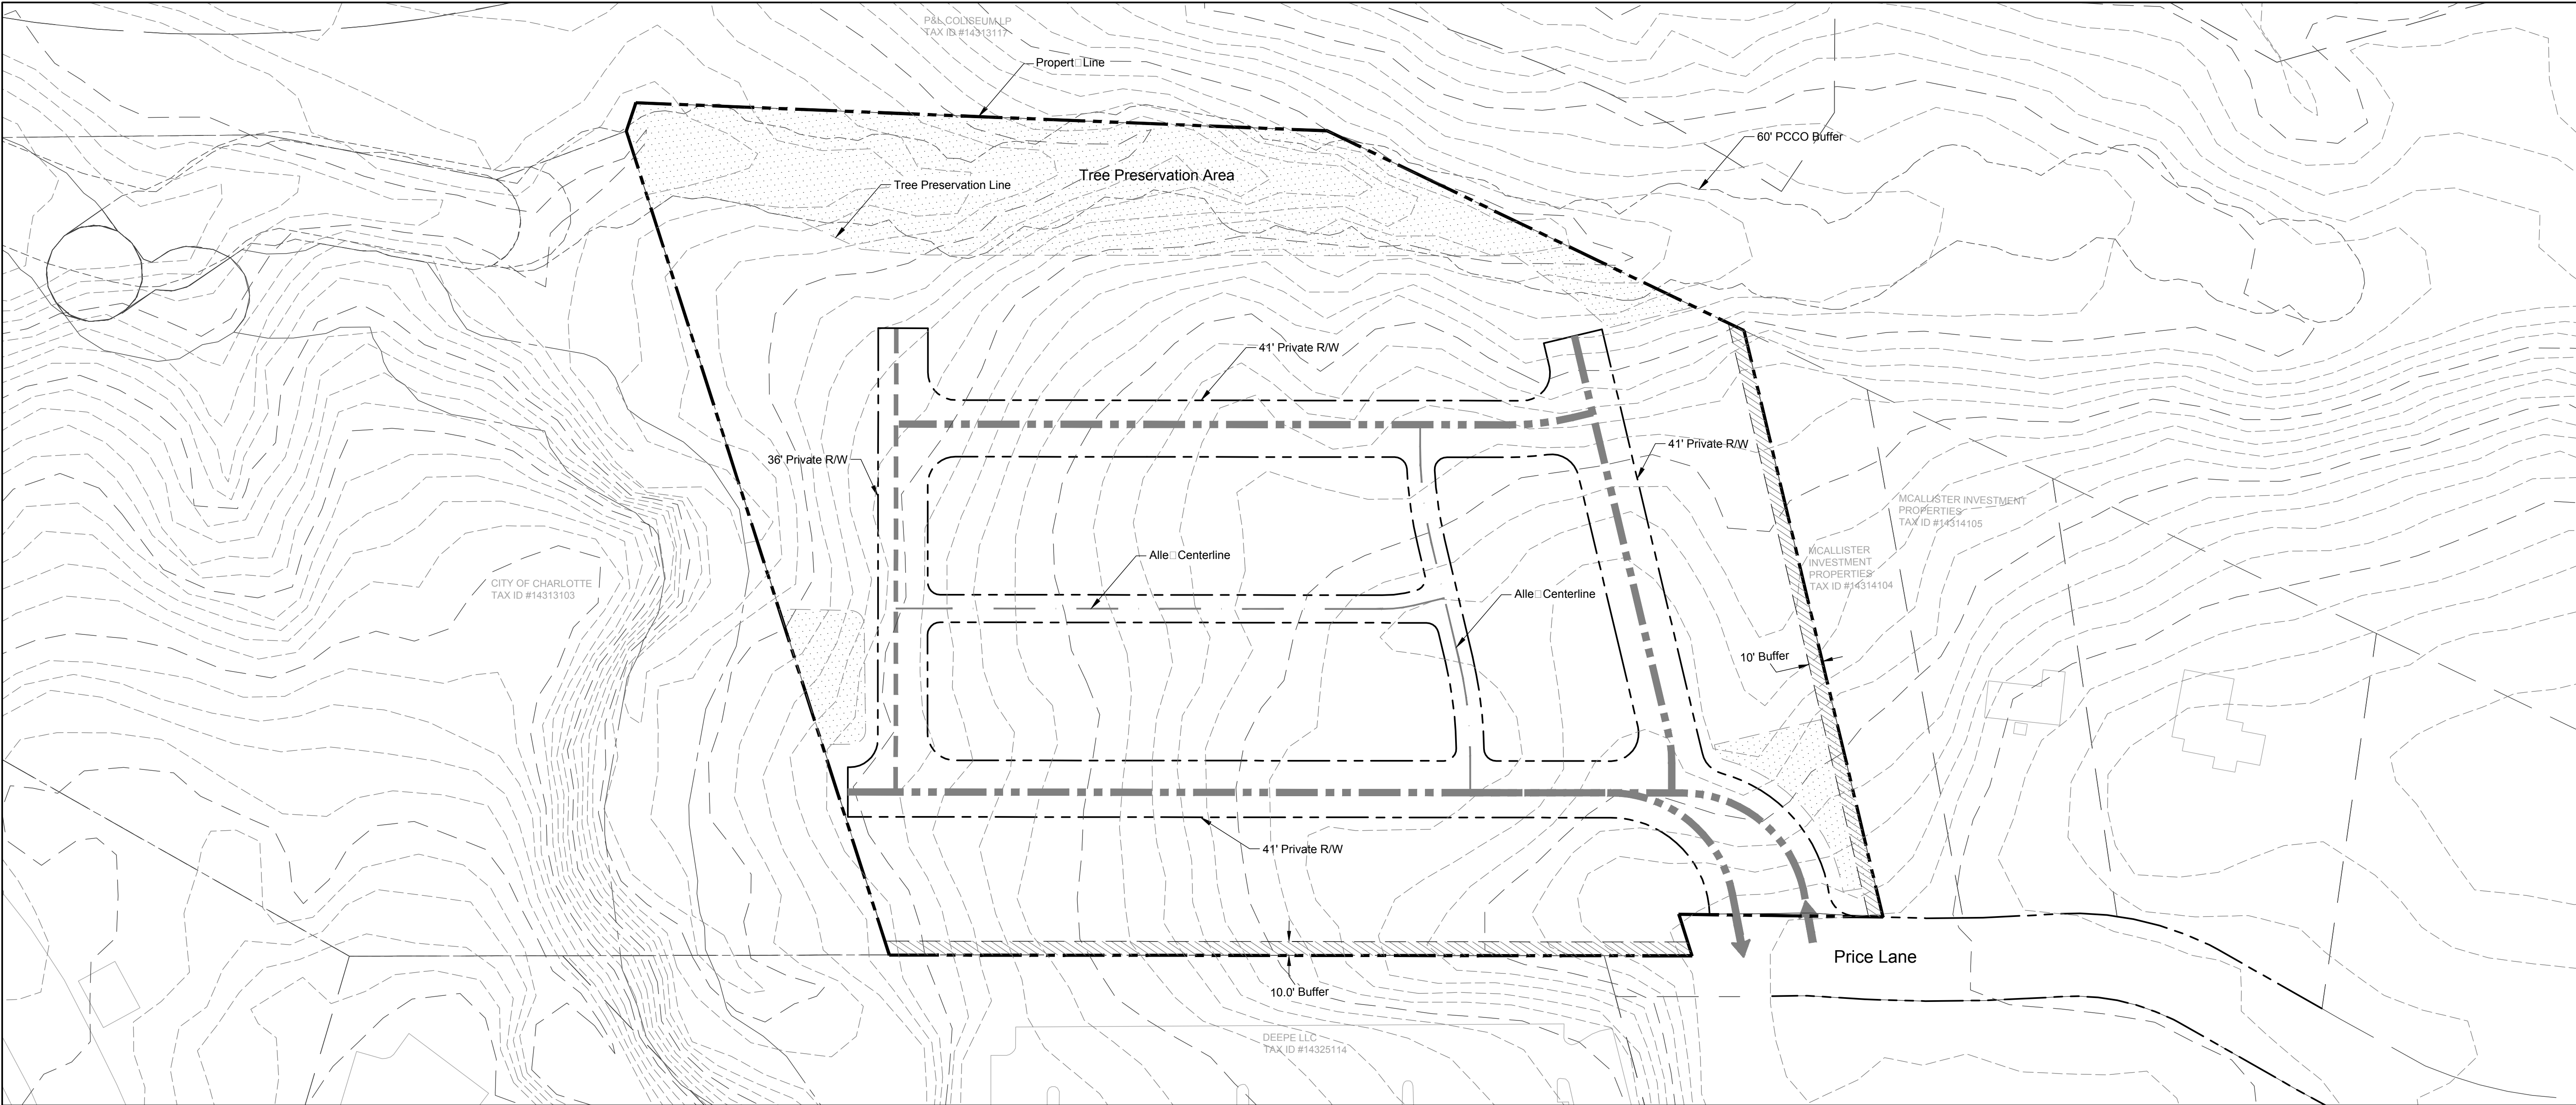 P&L COLISEUM LP
TAX ID #14313117
Propert□ Line
60' PCCO Buffer
Tree Preservation Area
Tree Preservation Line
41' Private R/W
41' Private R/W
36' Private R/W
MCALLISTER INVESTMENT
PROPERTIES
TAX ID #14314105
Alle□ Centerline
MCALLISTER
INVESTMENT
PROPERTIES
TAX ID #14314104
CITY OF CHARLOTTE
TAX ID #14313103
Alle□ Centerline
10' Buffer
41' Private R/W
Price Lane
10.0' Buffer
DEEPE LLC
TAX ID #14325114